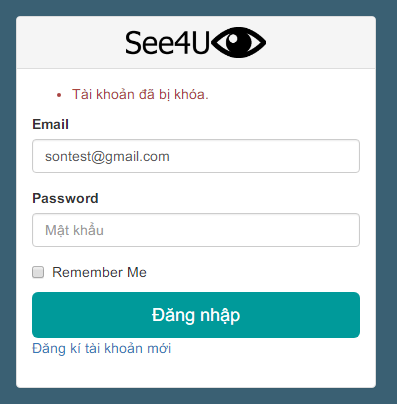 See4U
Tài khoản đã bị khóa.
Email
sontest@gmail.com
Password
Mật khẩu
Remember Me
Đăng nhập
Đăng kí tài khoản mới